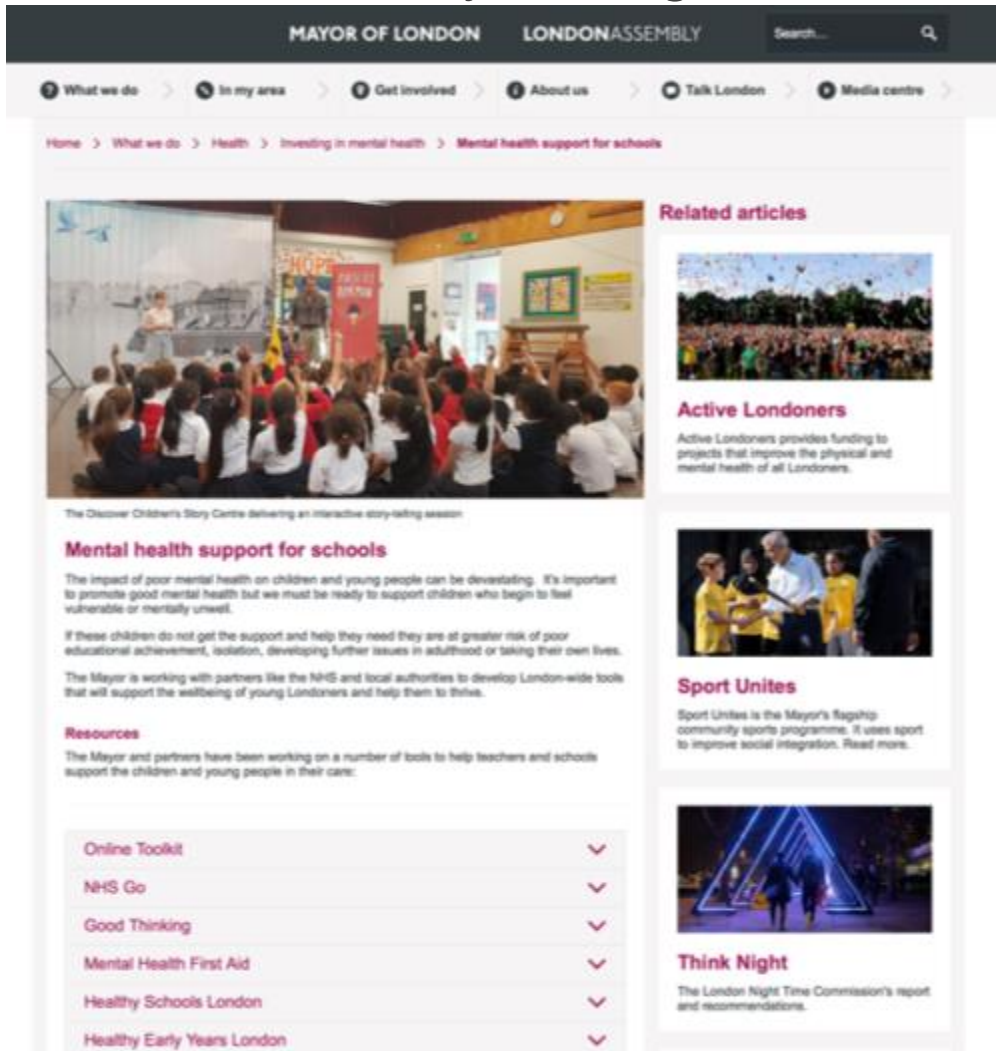 MAYOR OF LONDON LONDONASSEMBLY Search...
What we do In my area Get involved About us Talk London Media centre
Home > What we do > Health > Investing in mental health > Mental health support for schools
HOPE
The Discover Children's Story Centre delivering an interactive story-telling session
Mental health support for schools
The impact of poor mental health on children and young people can be devastating. It's important
to promote good mental health but we must be ready to support children who begin to feel
vulnerable or mentally unwell.
If these children do not get the support and help they need they are at greater risk of poor
educational achievement, isolation, developing further issues in adulthood or taking their own lives.
The Mayor is working with partners like the NHS and local authorities to develop London-wide tools
that will support the wellbeing of young Londoners and help them to thrive.
Resources
The Mayor and partners have been working on a number of tools to help teachers and schools
support the children and young people in their care:
Online Toolkit
NHS Go
Good Thinking
Mental Health First Aid
Healthy Schools London
Healthy Early Years London
Related articles
Active Londoners
Active Londoners provides funding to
projects that improve the physical and
mental health of all Londoners.
Sport Unites
Sport Unites is the Mayor's flagship
community sports programme. It uses sport
to improve social integration. Read more.
Think Night
The London Night Time Commission's report
and recommendations.